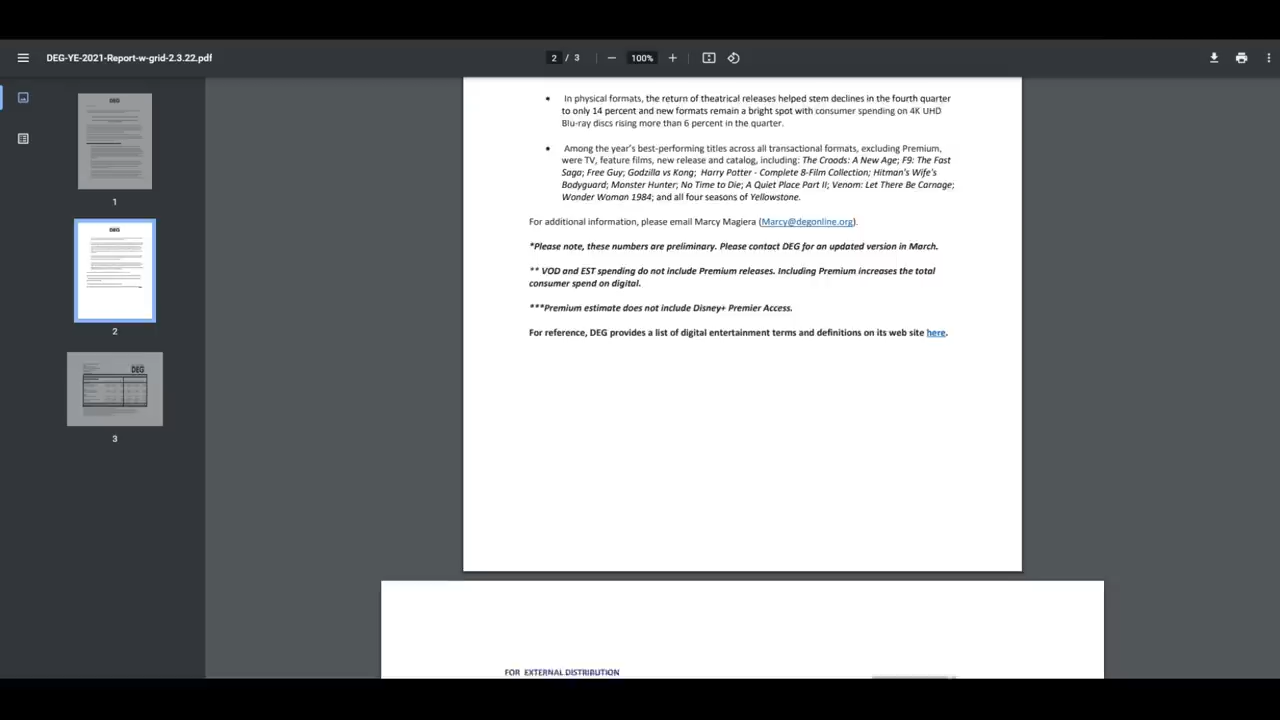 DEG-YE-2021-Report-w-grid-2.3.22.pdf
2 / 3
100%
DEG
1
DEG
2
DEG
3
• In physical formats, the return of theatrical releases helped stem declines in the fourth quarter
to only 14 percent and new formats remain a bright spot with consumer spending on 4K UHD
Blu-ray discs rising more than 6 percent in the quarter.
• Among the year's best-performing titles across all transactional formats, excluding Premium,
were TV, feature films, new release and catalog, including: The Croods: A New Age; F9: The Fast
Saga; Free Guy; Godzilla vs Kong; Harry Potter - Complete 8-Film Collection; Hitman's Wife's
Bodyguard; Monster Hunter; No Time to Die; A Quiet Place Part II; Venom: Let There Be Carnage;
Wonder Woman 1984; and all four seasons of Yellowstone.
For additional information, please email Marcy Magiera (Marcy@degonline.org).
*Please note, these numbers are preliminary. Please contact DEG for an updated version in March.
** VOD and EST spending do not include Premium releases. Including Premium increases the total
consumer spend on digital.
***Premium estimate does not include Disney+ Premier Access.
For reference, DEG provides a list of digital entertainment terms and definitions on its web site here.
FOR EXTERNAL DISTRIBUTION